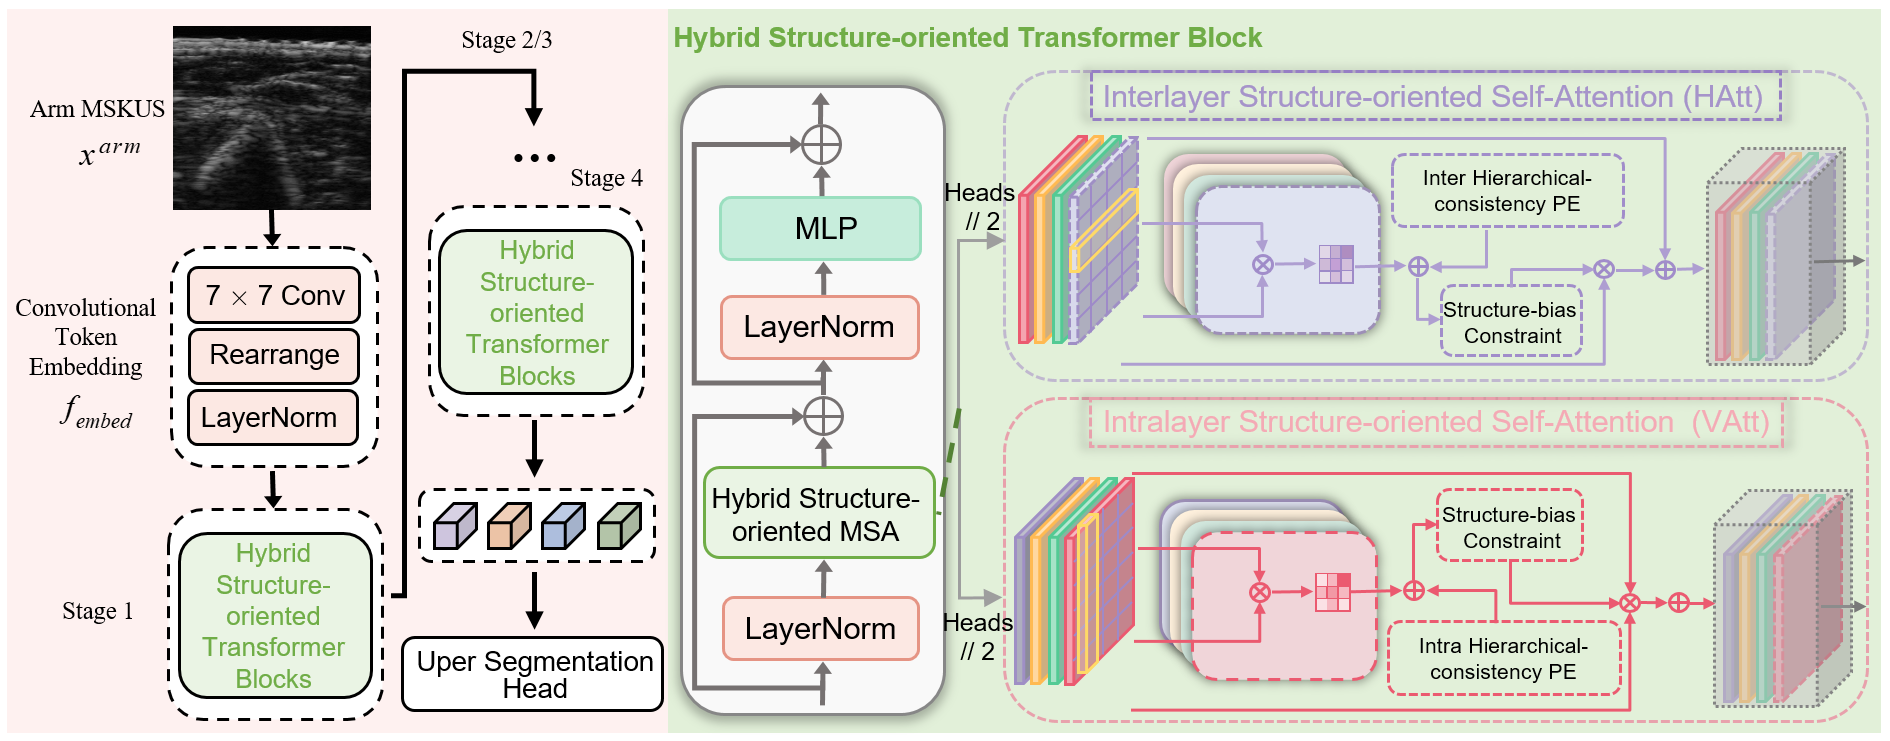 Arm MSKUS
x^arm
Convolutional
Token
Embedding
f_embed
7 × 7 Conv
Rearrange
LayerNorm
Stage 1
Hybrid
Structure-
oriented
Transformer
Blocks
Stage 2/3
...
Stage 4
Hybrid
Structure-
oriented
Transformer
Blocks
Uper Segmentation
Head
Hybrid Structure-oriented Transformer Block
MLP
LayerNorm
Hybrid Structure-
oriented MSA
LayerNorm
Heads
// 2
Interlayer Structure-oriented Self-Attention (HAtt)
Inter Hierarchical-
consistency PE
Structure-bias
Constraint
Heads
// 2
Intralayer Structure-oriented Self-Attention (VAtt)
Structure-bias
Constraint
Intra Hierarchical-
consistency PE